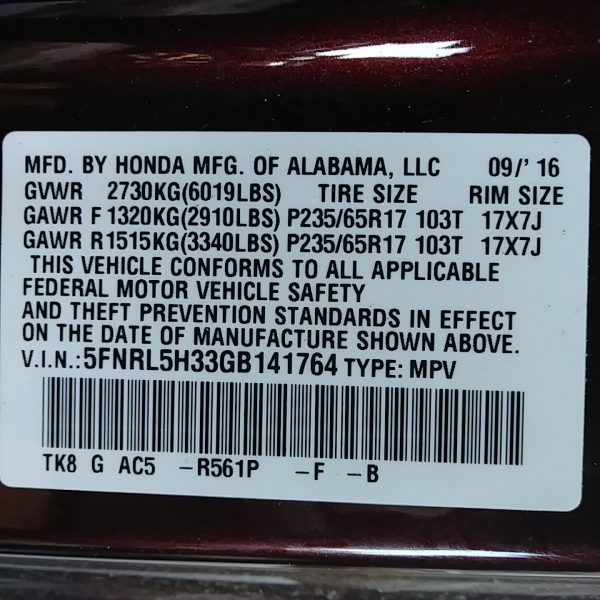 MFD. BY HONDA MFG. OF ALABAMA, LLC 09/' 16
GVWR 2730KG(6019LBS) TIRE SIZE RIM SIZE
GAWR F 1320KG(2910LBS) P235/65R17 103T 17X7J
GAWR R1515KG(3340LBS) P235/65R17 103T 17X7J
THIS VEHICLE CONFORMS TO ALL APPLICABLE
FEDERAL MOTOR VEHICLE SAFETY
AND THEFT PREVENTION STANDARDS IN EFFECT
ON THE DATE OF MANUFACTURE SHOWN ABOVE.
V.I.N.:5FNRL5H33GB141764 TYPE: MPV
TK8 G AC5 -R561P -F -B